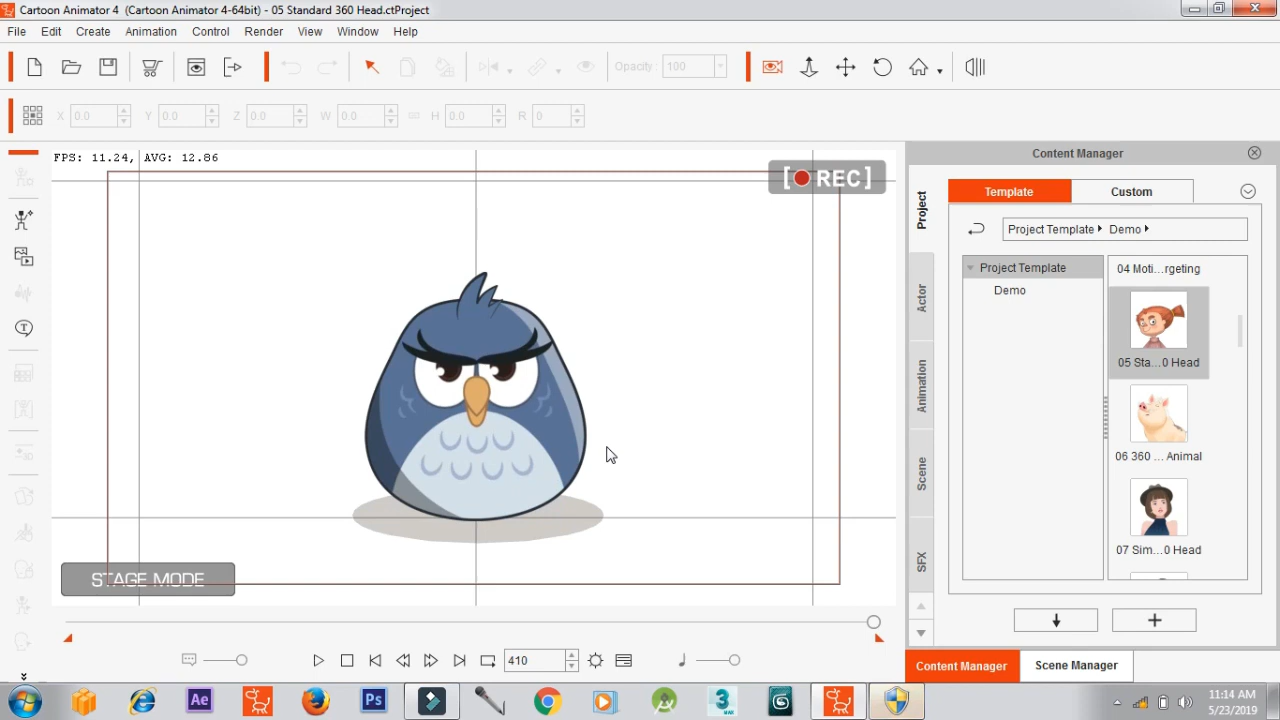 Cartoon Animator 4 (Cartoon Animator 4-64bit) - 05 Standard 360 Head.ctProject
File Edit Create Animation Control Render View Window Help
Opacity : 100
X 0.0 Y 0.0 Z 0.0 W 0.0 H 0.0 R 0
FPS: 11.24, AVG: 12.86
[ REC ]
STAGE MODE
410
Content Manager
Project
Actor
Animation
Scene
SFX
Template Custom
Project Template Demo
Project Template
Demo
04 Moti...rgeting
05 Sta...0 Head
06 360 ... Animal
07 Sim...0 Head
Content Manager Scene Manager
Ae Ps 3 MAX
11:14 AM
5/23/2019